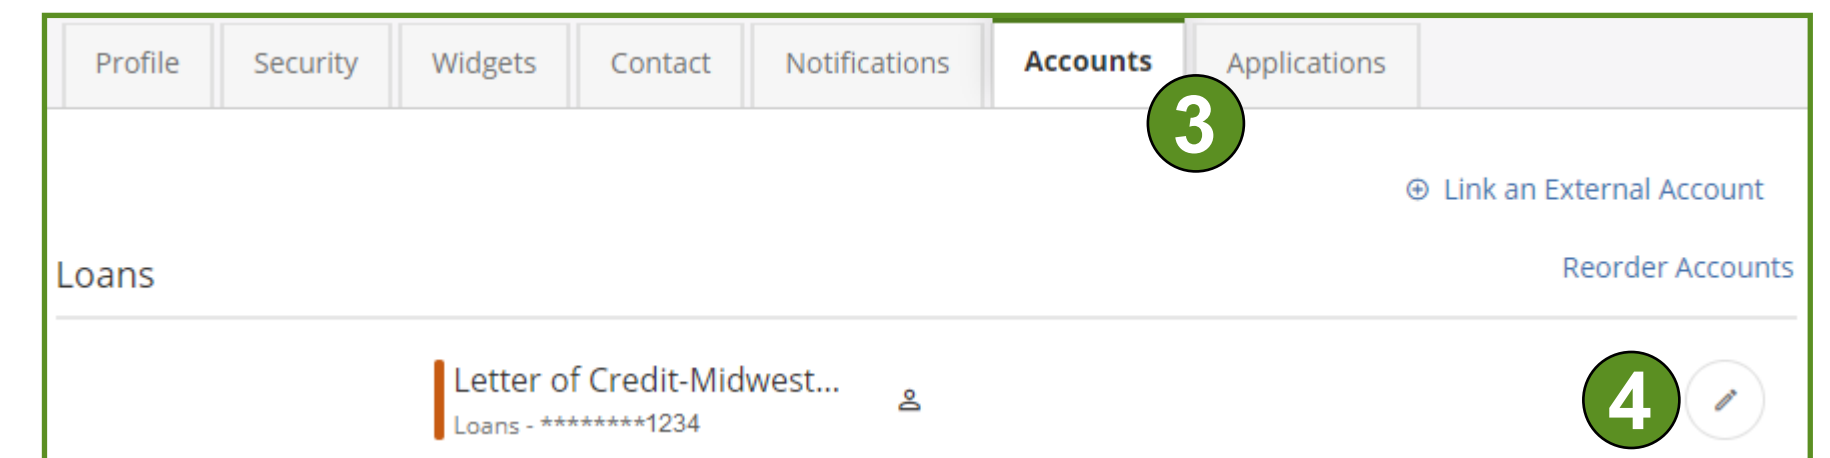 Profile Security Widgets Contact Notifications Accounts Applications
3
⊕ Link an External Account
Loans
Reorder Accounts
Letter of Credit-Midwest...
Loans - ********1234
4